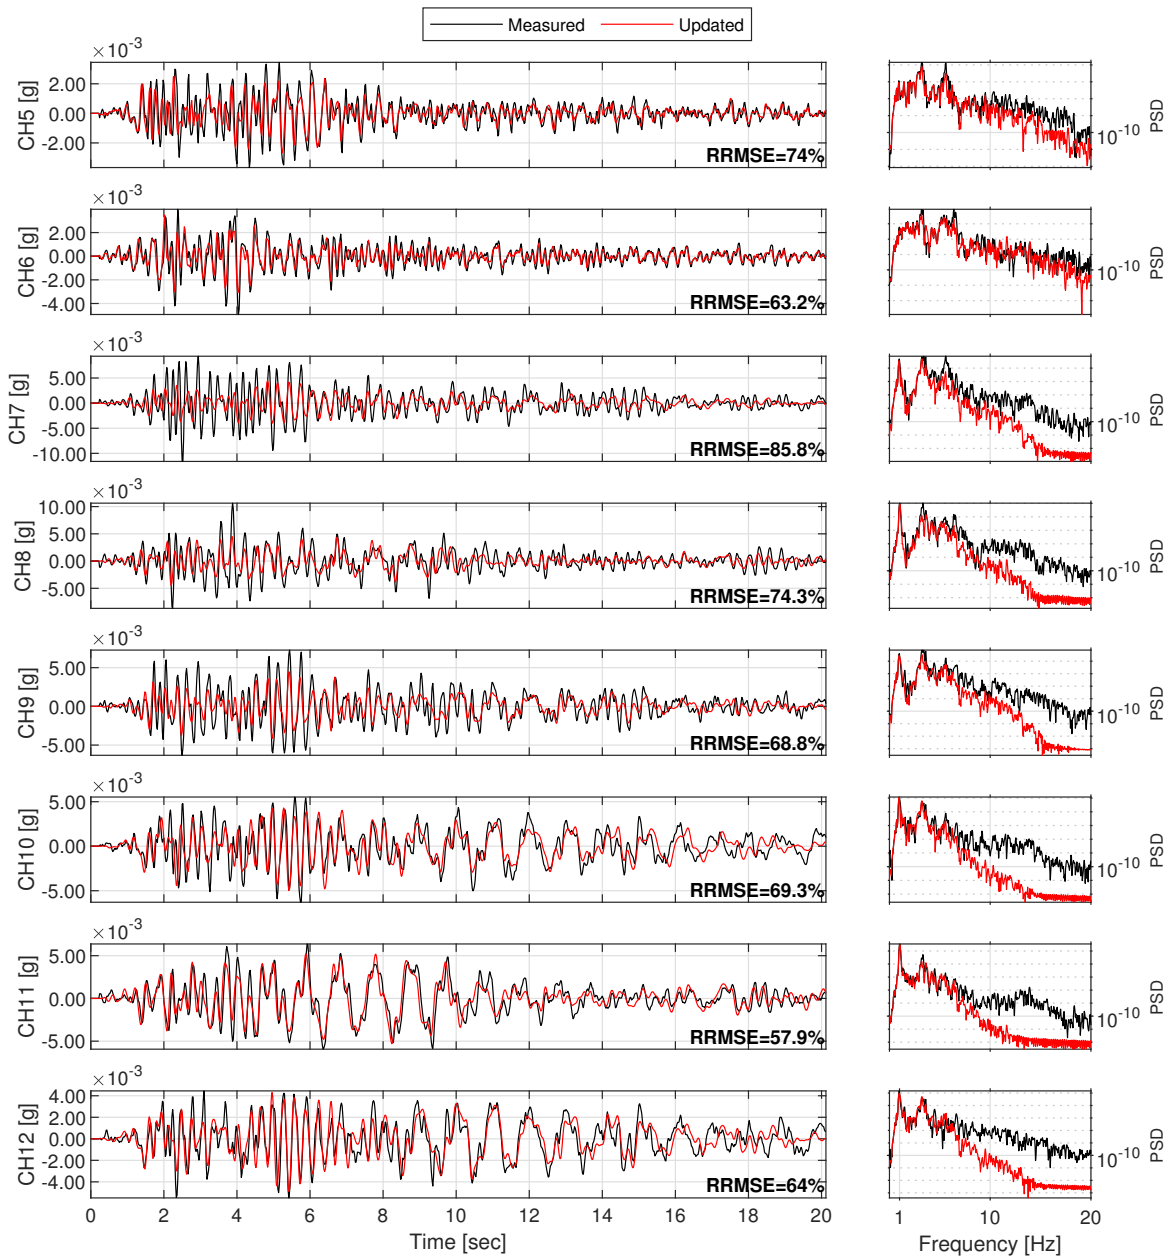 Measured Updated
×10-3
2.00
0.00
-2.00
CH5 [g]
RRMSE=74%
10-10
PSD
×10-3
2.00
0.00
-2.00
-4.00
CH6 [g]
RRMSE=63.2%
10-10
PSD
×10-3
5.00
0.00
-5.00
-10.00
CH7 [g]
RRMSE=85.8%
10-10
PSD
×10-3
10.00
5.00
0.00
-5.00
CH8 [g]
RRMSE=74.3%
10-10
PSD
×10-3
5.00
0.00
-5.00
CH9 [g]
RRMSE=68.8%
10-10
PSD
×10-3
5.00
0.00
-5.00
CH10 [g]
RRMSE=69.3%
10-10
PSD
×10-3
5.00
0.00
-5.00
CH11 [g]
RRMSE=57.9%
10-10
PSD
×10-3
4.00
2.00
0.00
-2.00
-4.00
CH12 [g]
RRMSE=64%
10-10
PSD
0 2 4 6 8 10 12 14 16 18 20
Time [sec]
1 10 20
Frequency [Hz]